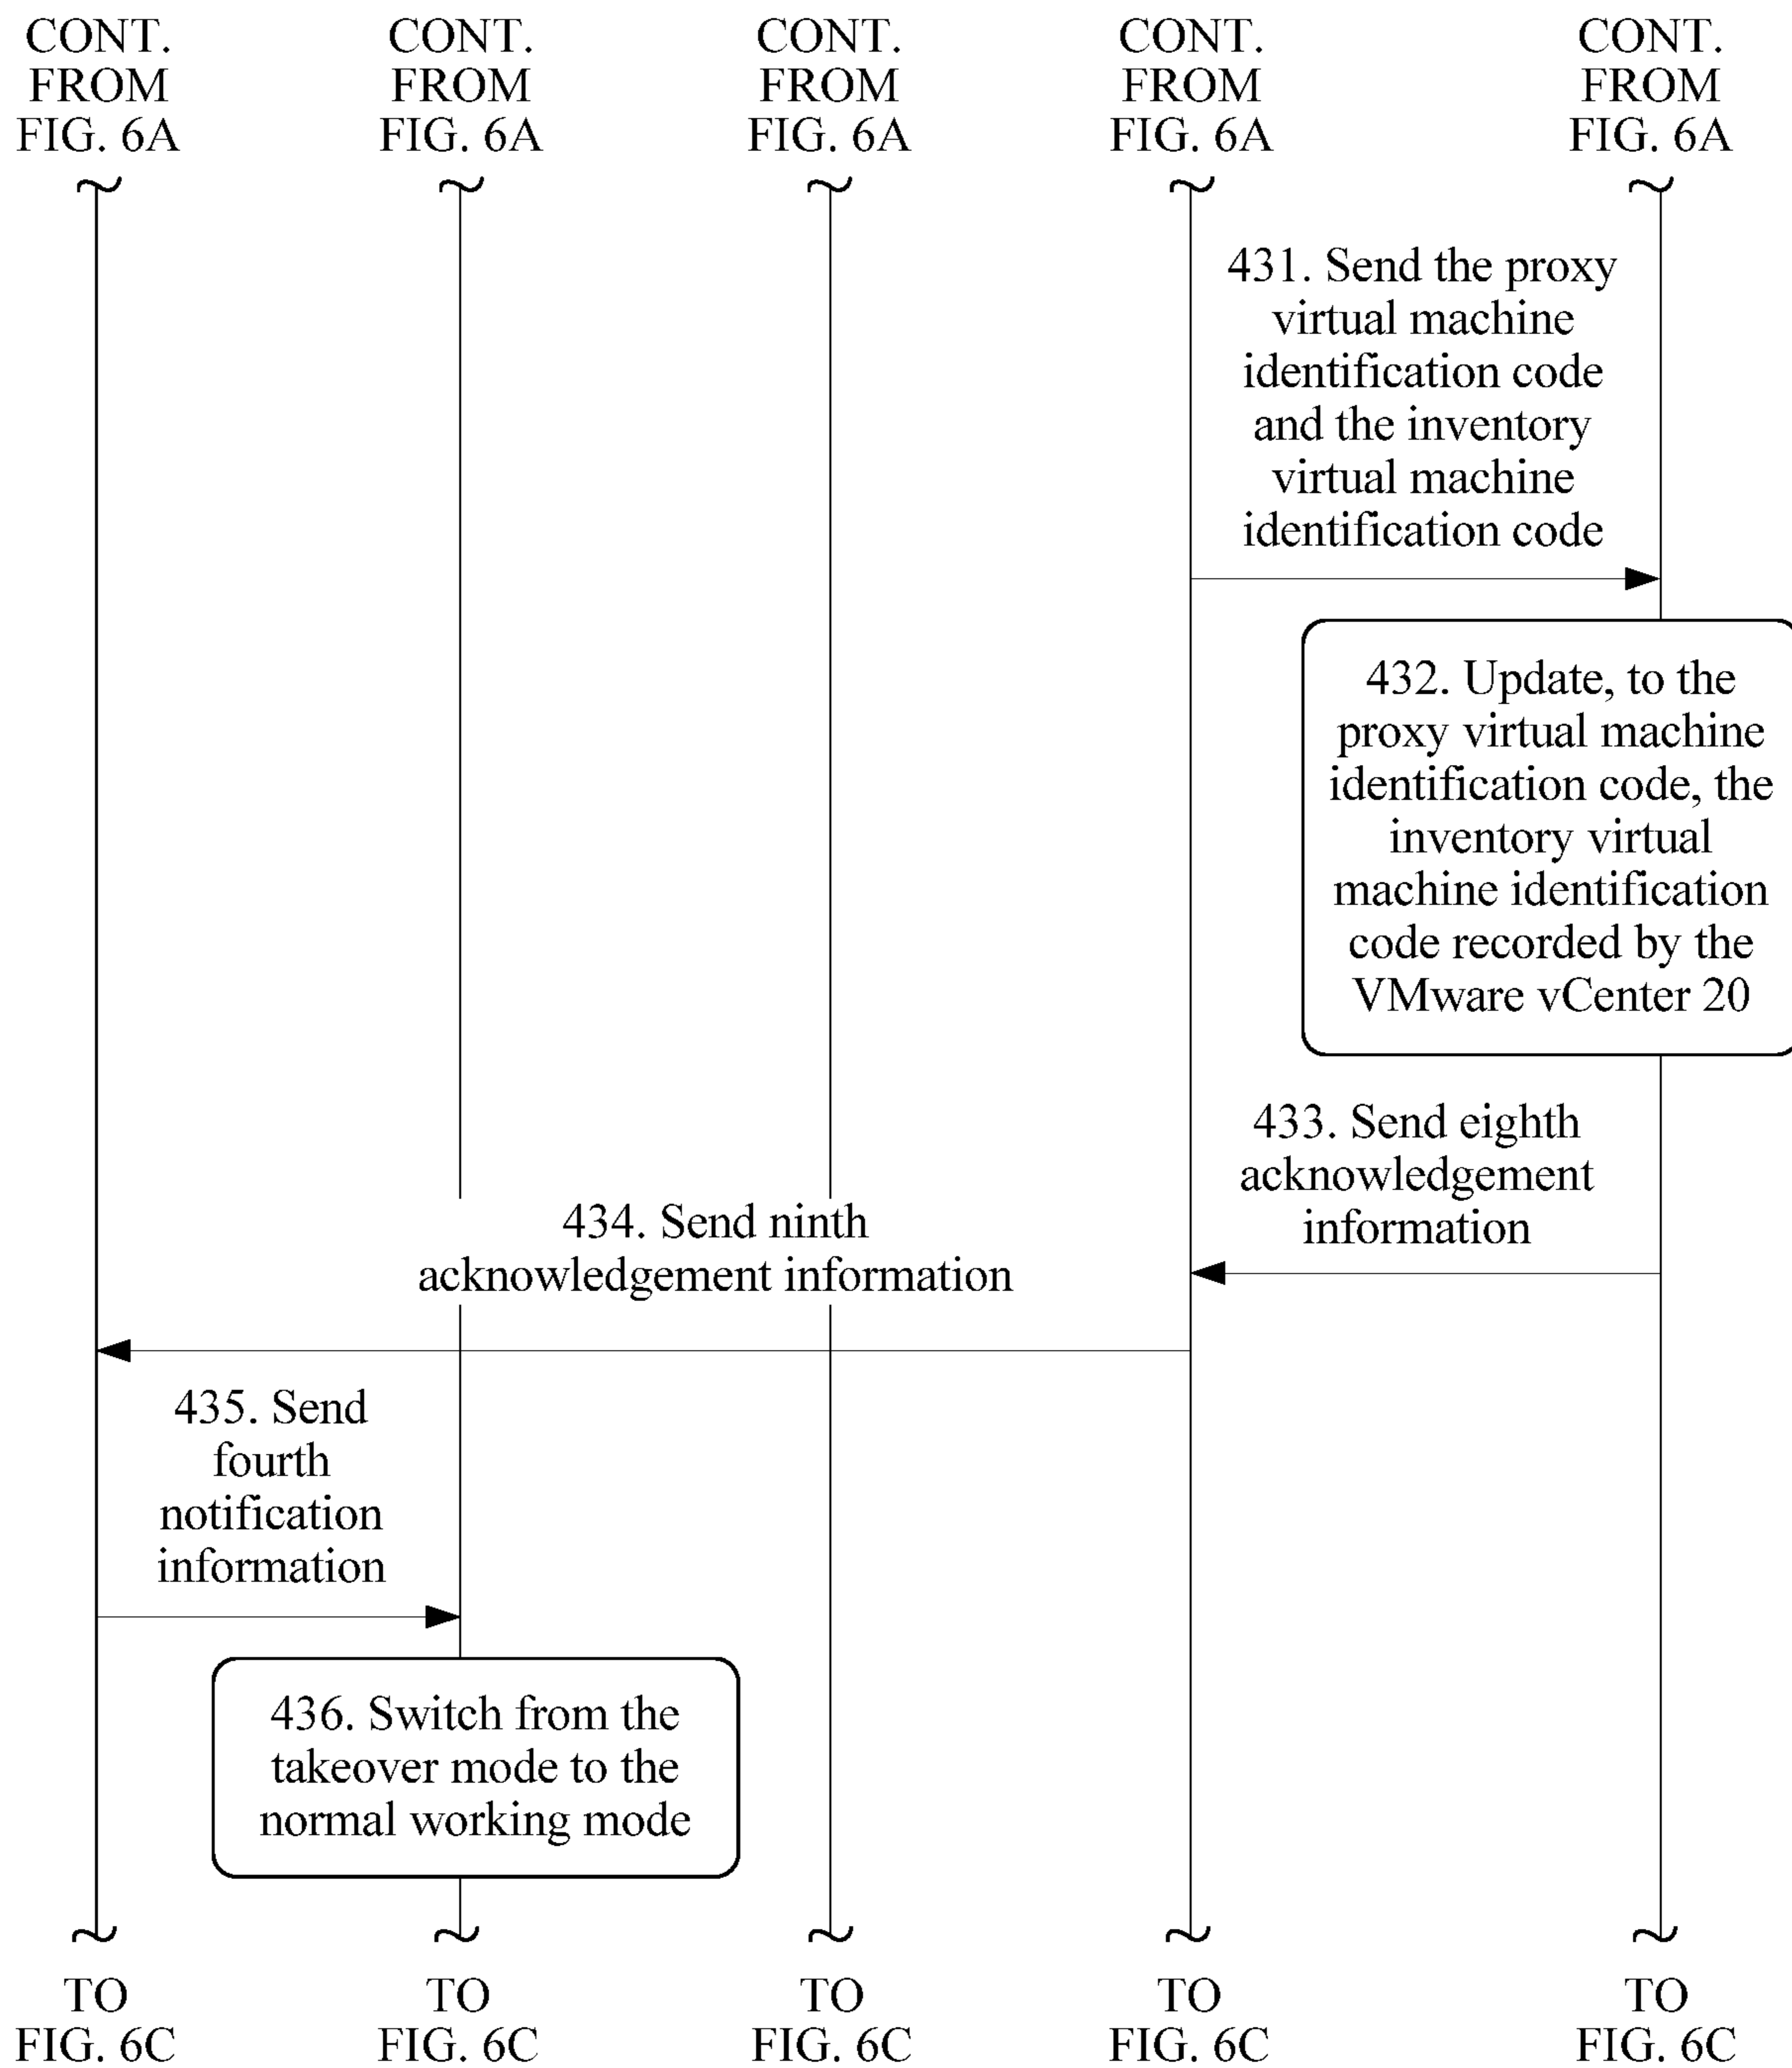 CONT.
FROM
FIG. 6A
CONT.
FROM
FIG. 6A
CONT.
FROM
FIG. 6A
CONT.
FROM
FIG. 6A
CONT.
FROM
FIG. 6A
431. Send the proxy
virtual machine
identification code
and the inventory
virtual machine
identification code
432. Update, to the
proxy virtual machine
identification code, the
inventory virtual
machine identification
code recorded by the
VMware vCenter 20
433. Send eighth
acknowledgement
information
434. Send ninth
acknowledgement information
435. Send
fourth
notification
information
436. Switch from the
takeover mode to the
normal working mode
TO
FIG. 6C
TO
FIG. 6C
TO
FIG. 6C
TO
FIG. 6C
TO
FIG. 6C